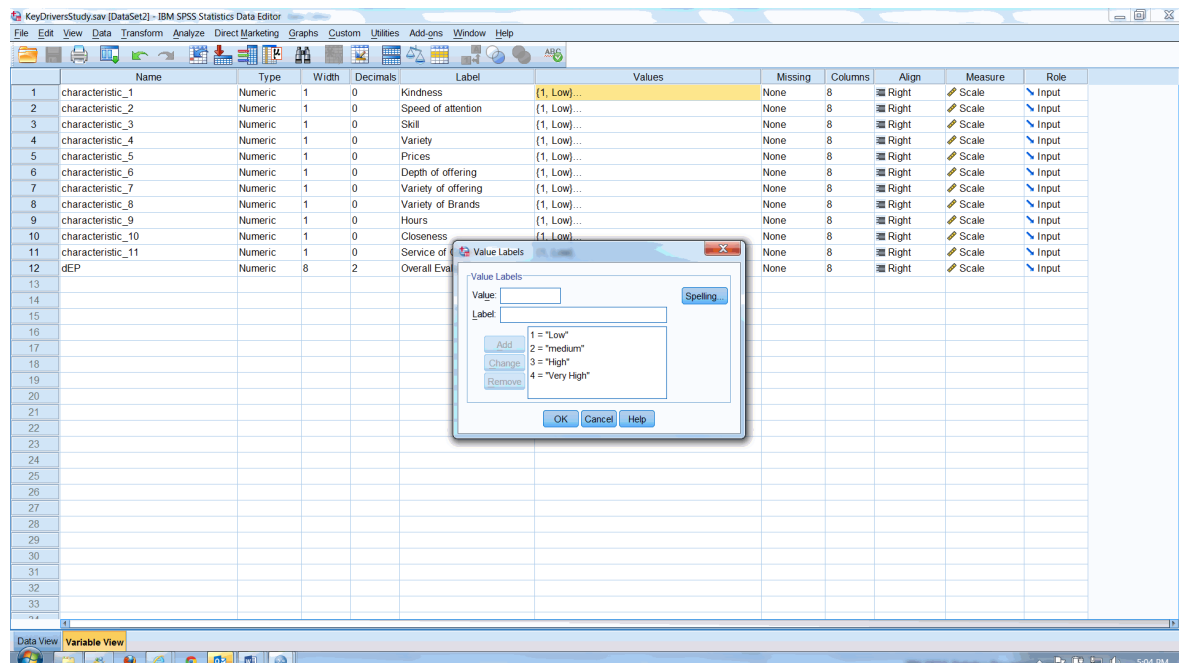 KeyDriversStudy.sav [DataSet2] - IBM SPSS Statistics Data Editor
File Edit View Data Transform Analyze Direct Marketing Graphs Custom Utilities Add-ons Window Help
Name Type Width Decimals Label Values Missing Columns Align Measure Role
1 characteristic_1 Numeric 1 0 Kindness {1, Low}... None 8 Right Scale Input
2 characteristic_2 Numeric 1 0 Speed of attention {1, Low}... None 8 Right Scale Input
3 characteristic_3 Numeric 1 0 Skill {1, Low}... None 8 Right Scale Input
4 characteristic_4 Numeric 1 0 Variety {1, Low}... None 8 Right Scale Input
5 characteristic_5 Numeric 1 0 Prices {1, Low}... None 8 Right Scale Input
6 characteristic_6 Numeric 1 0 Depth of offering {1, Low}... None 8 Right Scale Input
7 characteristic_7 Numeric 1 0 Variety of offering {1, Low}... None 8 Right Scale Input
8 characteristic_8 Numeric 1 0 Variety of Brands {1, Low}... None 8 Right Scale Input
9 characteristic_9 Numeric 1 0 Hours {1, Low}... None 8 Right Scale Input
10 characteristic_10 Numeric 1 0 Closeness {1, Low}... None 8 Right Scale Input
11 characteristic_11 Numeric 1 0 Service of None 8 Right Scale Input
12 dEP Numeric 8 2 Overall None 8 Right Scale Input
13
14
15
16
17
18
19
20
21
22
23
24
25
26
27
28
29
30
31
32
33
Value Labels
Value Labels
Value: Spelling...
Label:
Add
Change
Remove
1 = "Low"
2 = "medium"
3 = "High"
4 = "Very High"
OK Cancel Help
Data View Variable View
5:04 PM